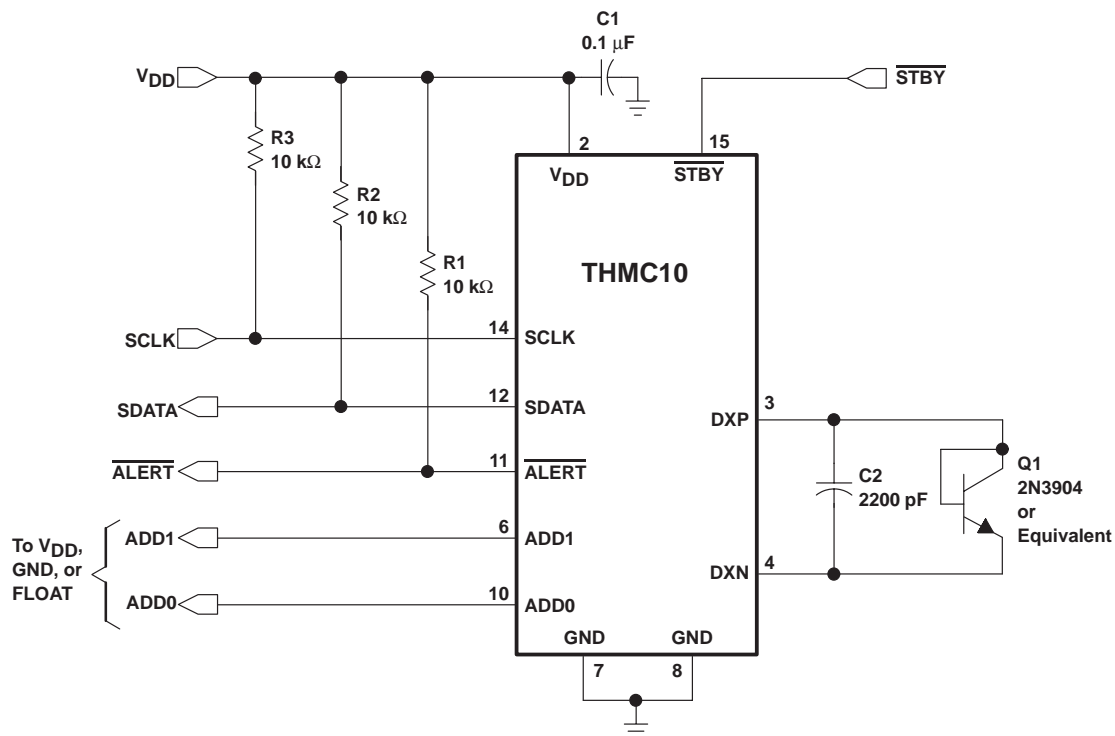 C1
0.1 μF
VDD
STBY
R3
10 kΩ
2
15
VDD
STBY
R2
10 kΩ
R1
10 kΩ
THMC10
SCLK
14
SCLK
SDATA
12
SDATA
DXP
3
ALERT
11
ALERT
C2
2200 pF
Q1
2N3904
or
Equivalent
To VDD,
GND, or
FLOAT
ADD1
6
ADD1
DXN
4
ADD0
10
ADD0
GND
GND
7
8